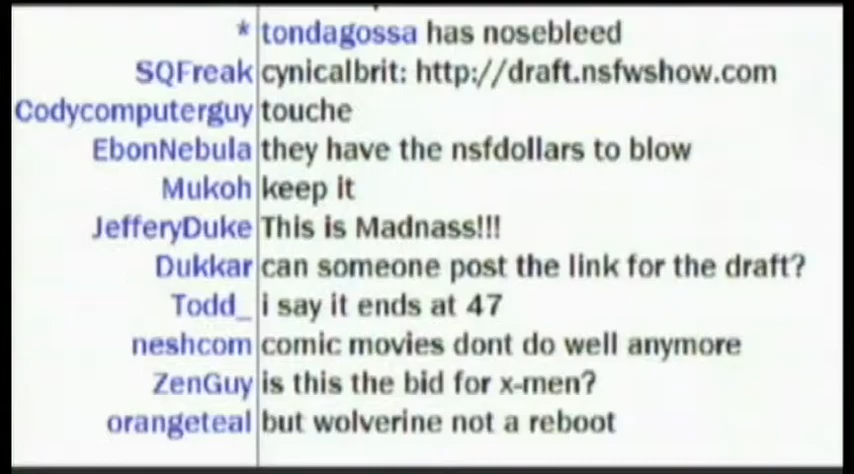 * tondagossa has nosebleed
SQFreak cynicalbrit: http://draft.nsfwshow.com
Codycomputerguy touche
EbonNebula they have the nsfdollars to blow
Mukoh keep it
JefferyDuke This is Madnass!!!
Dukkar can someone post the link for the draft?
Todd_ i say it ends at 47
neshcom comic movies dont do well anymore
ZenGuy is this the bid for x-men?
orangeteal but wolverine not a reboot